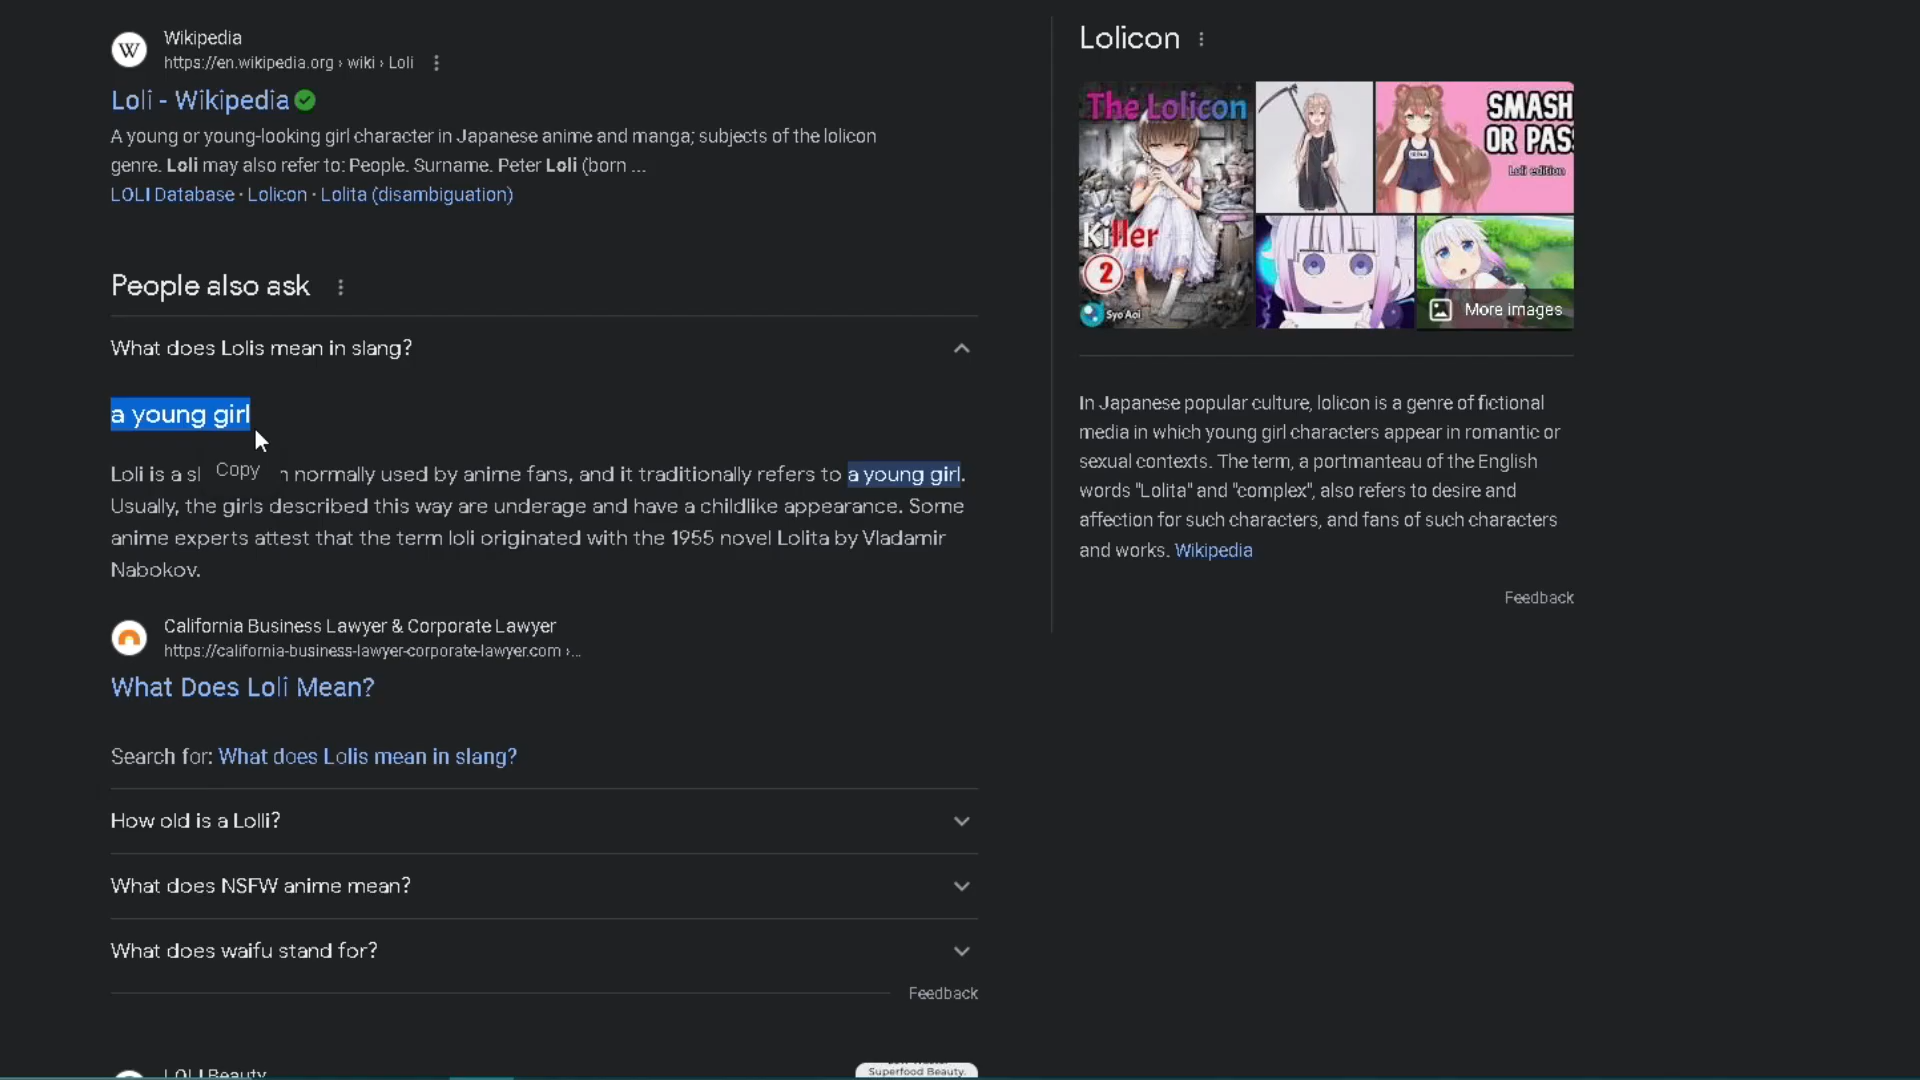 Wikipedia
https://en.wikipedia.org › wiki › Loli
Loli - Wikipedia
A young or young-looking girl character in Japanese anime and manga; subjects of the lolicon
genre. Loli may also refer to: People. Surname. Peter Loli (born ...
LOLI Database · Lolicon · Lolita (disambiguation)
People also ask
What does Lolis mean in slang?
a young girl
Copy
Loli is a sl n normally used by anime fans, and it traditionally refers to a young girl.
Usually, the girls described this way are underage and have a childlike appearance. Some
anime experts attest that the term loli originated with the 1955 novel Lolita by Vladamir
Nabokov.
California Business Lawyer & Corporate Lawyer
https://california-business-lawyer-corporate-lawyer.com ›...
What Does Loli Mean?
Search for: What does Lolis mean in slang?
How old is a Lolli?
What does NSFW anime mean?
What does waifu stand for?
Feedback
LOLI Beauty
Superfood Beauty.
Lolicon
The Lolicon
Killer
2
Syo Aoi
SMASH
OR PAS
Loli edition
More images
In Japanese popular culture, lolicon is a genre of fictional
media in which young girl characters appear in romantic or
sexual contexts. The term, a portmanteau of the English
words "Lolita" and "complex", also refers to desire and
affection for such characters, and fans of such characters
and works. Wikipedia
Feedback